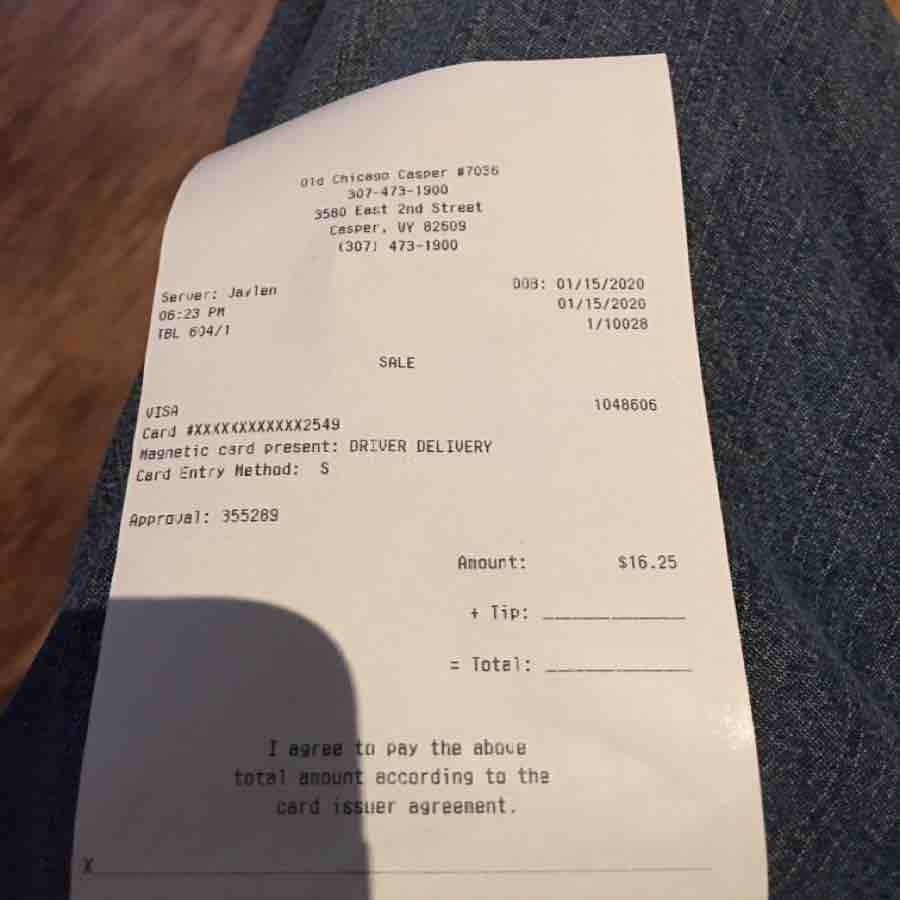 Old Chicago Casper #7036
307-473-1900
3580 East 2nd Street
Casper, WY 82609
(307) 473-1900
Server: Jaylen
DOB: 01/15/2020
06:23 PM
01/15/2020
TBL 604/1
1/10028
SALE
VISA
1048606
Card #XXXXXXXXXXXX2549
Magnetic card present: DRIVER DELIVERY
Card Entry Method: S
Approval: 355289
Amount: $16.25
+ Tip:
= Total:
I agree to pay the above
total amount according to the
card issuer agreement.
X